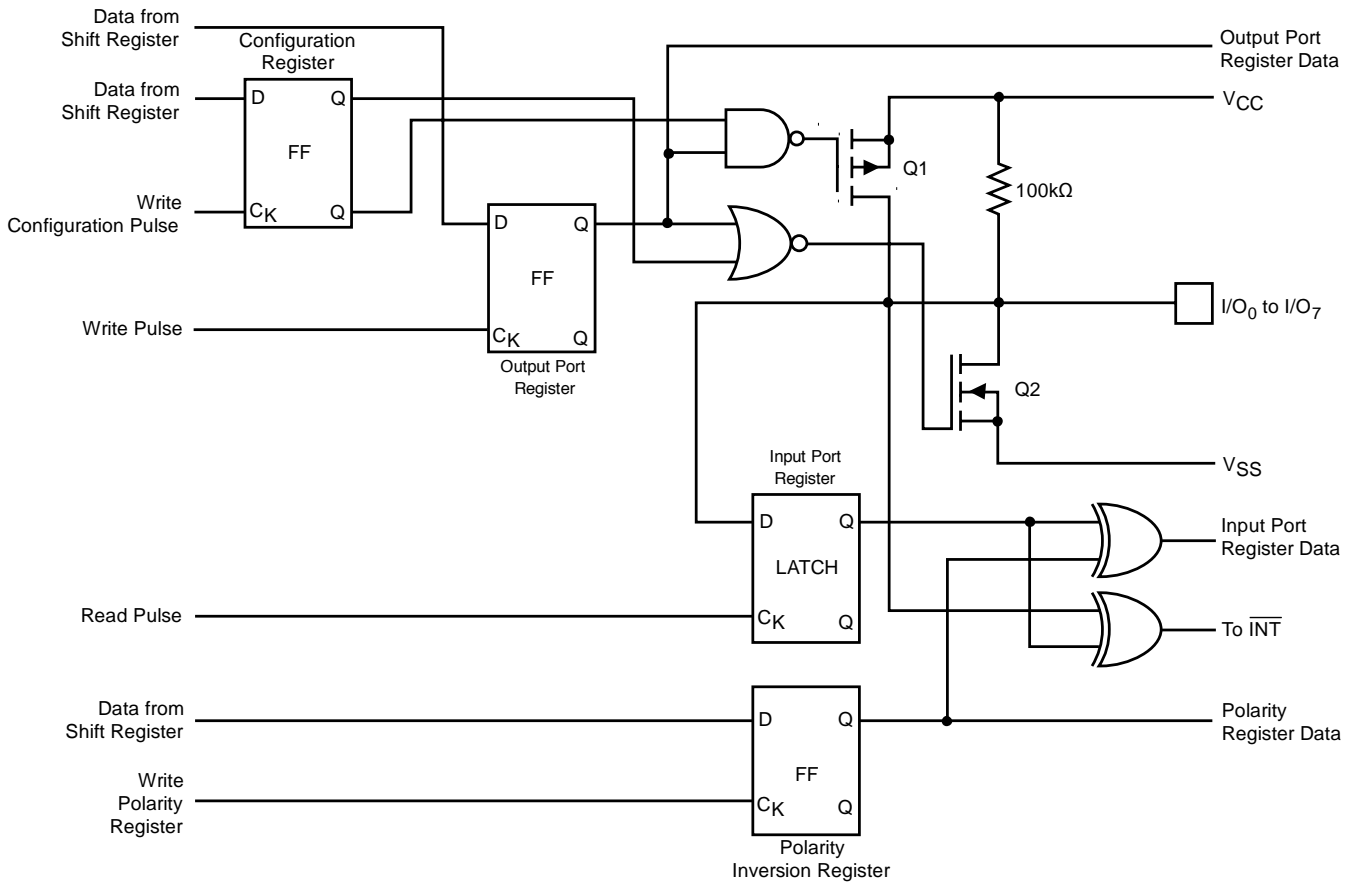 Data from
Shift Register
Configuration
Register
Data from
Shift Register
D
Q
FF
Write
Configuration Pulse
CK
Q
D
Q
FF
Write Pulse
CK
Q
Output Port
Register
Output Port
Register Data
VCC
Q1
100kΩ
I/O0 to I/O7
Q2
VSS
Input Port
Register
D
Q
LATCH
Read Pulse
CK
Q
Input Port
Register Data
To INT
Data from
Shift Register
D
Q
FF
Write
Polarity
Register
CK
Q
Polarity
Inversion Register
Polarity
Register Data